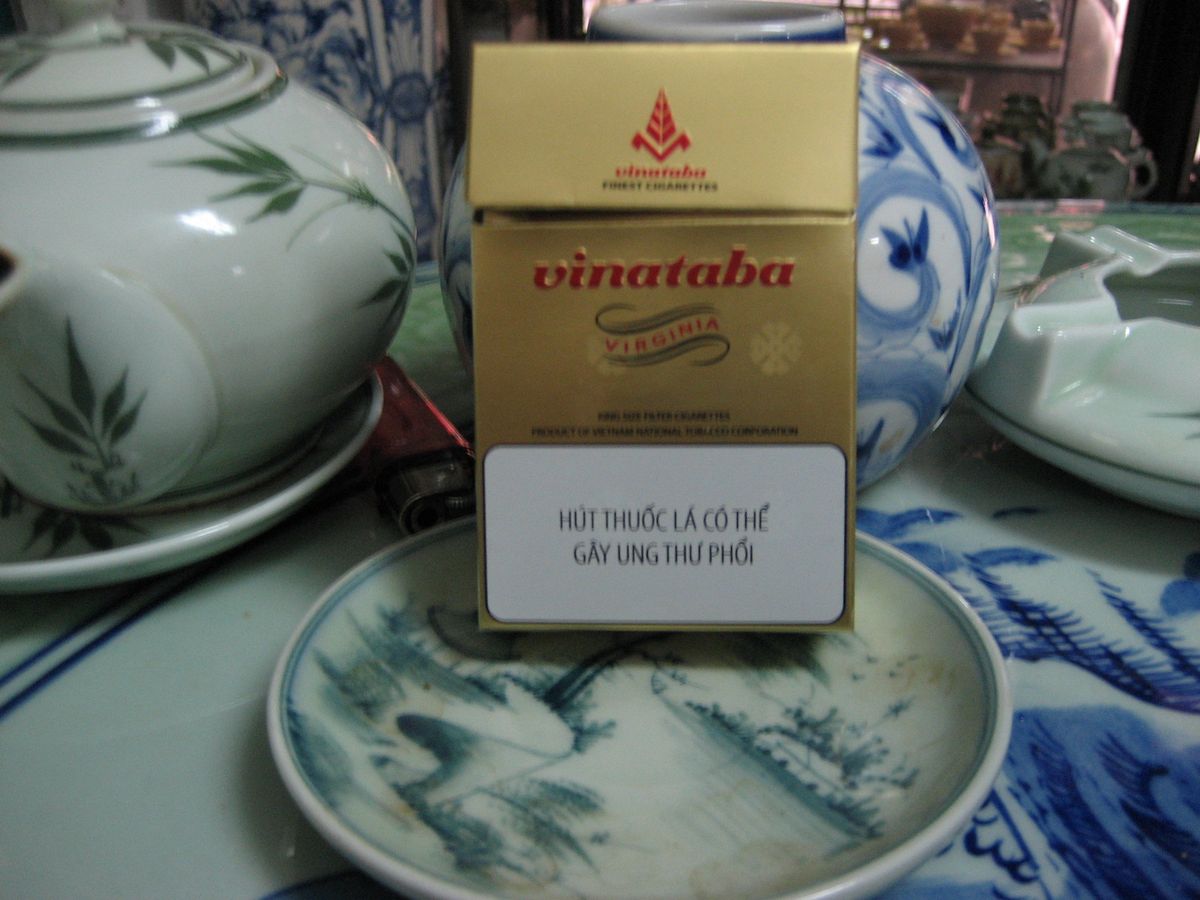 vinataba
FINEST CIGARETTES
vinataba
VIRGINIA
KING SIZE FILTER CIGARETTES
PRODUCT OF VIETNAM NATIONAL TOBACCO CORPORATION
HÚT THUỐC LÁ CÓ THỂ
GÂY UNG THƯ PHỔI